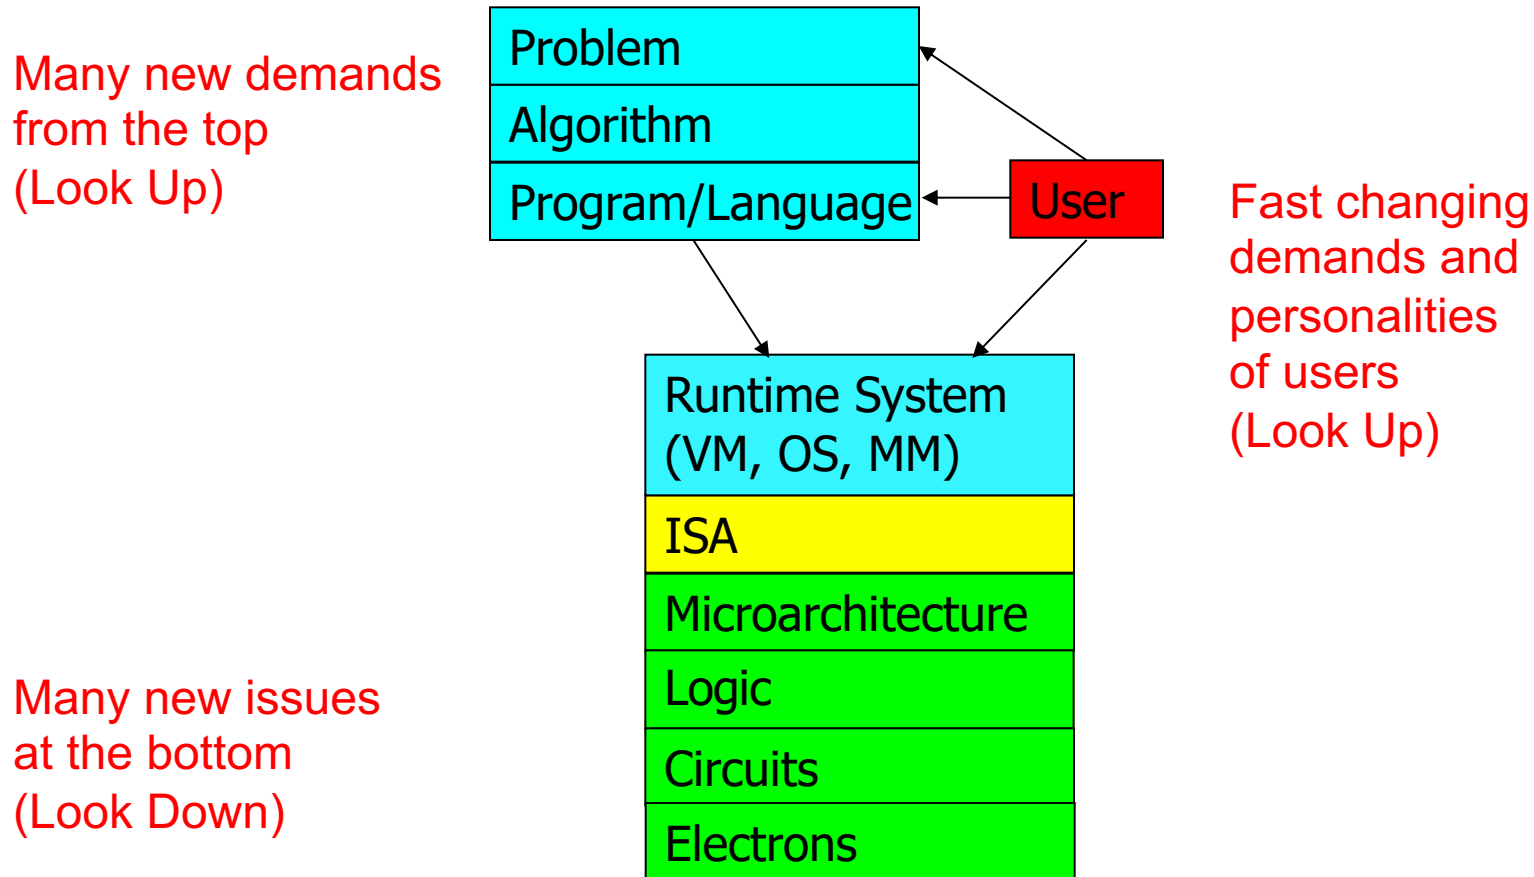 Many new demands
from the top
(Look Up)
Problem
Algorithm
Program/Language
User
Fast changing
demands and
personalities
of users
(Look Up)
Runtime System
(VM, OS, MM)
ISA
Microarchitecture
Logic
Circuits
Electrons
Many new issues
at the bottom
(Look Down)